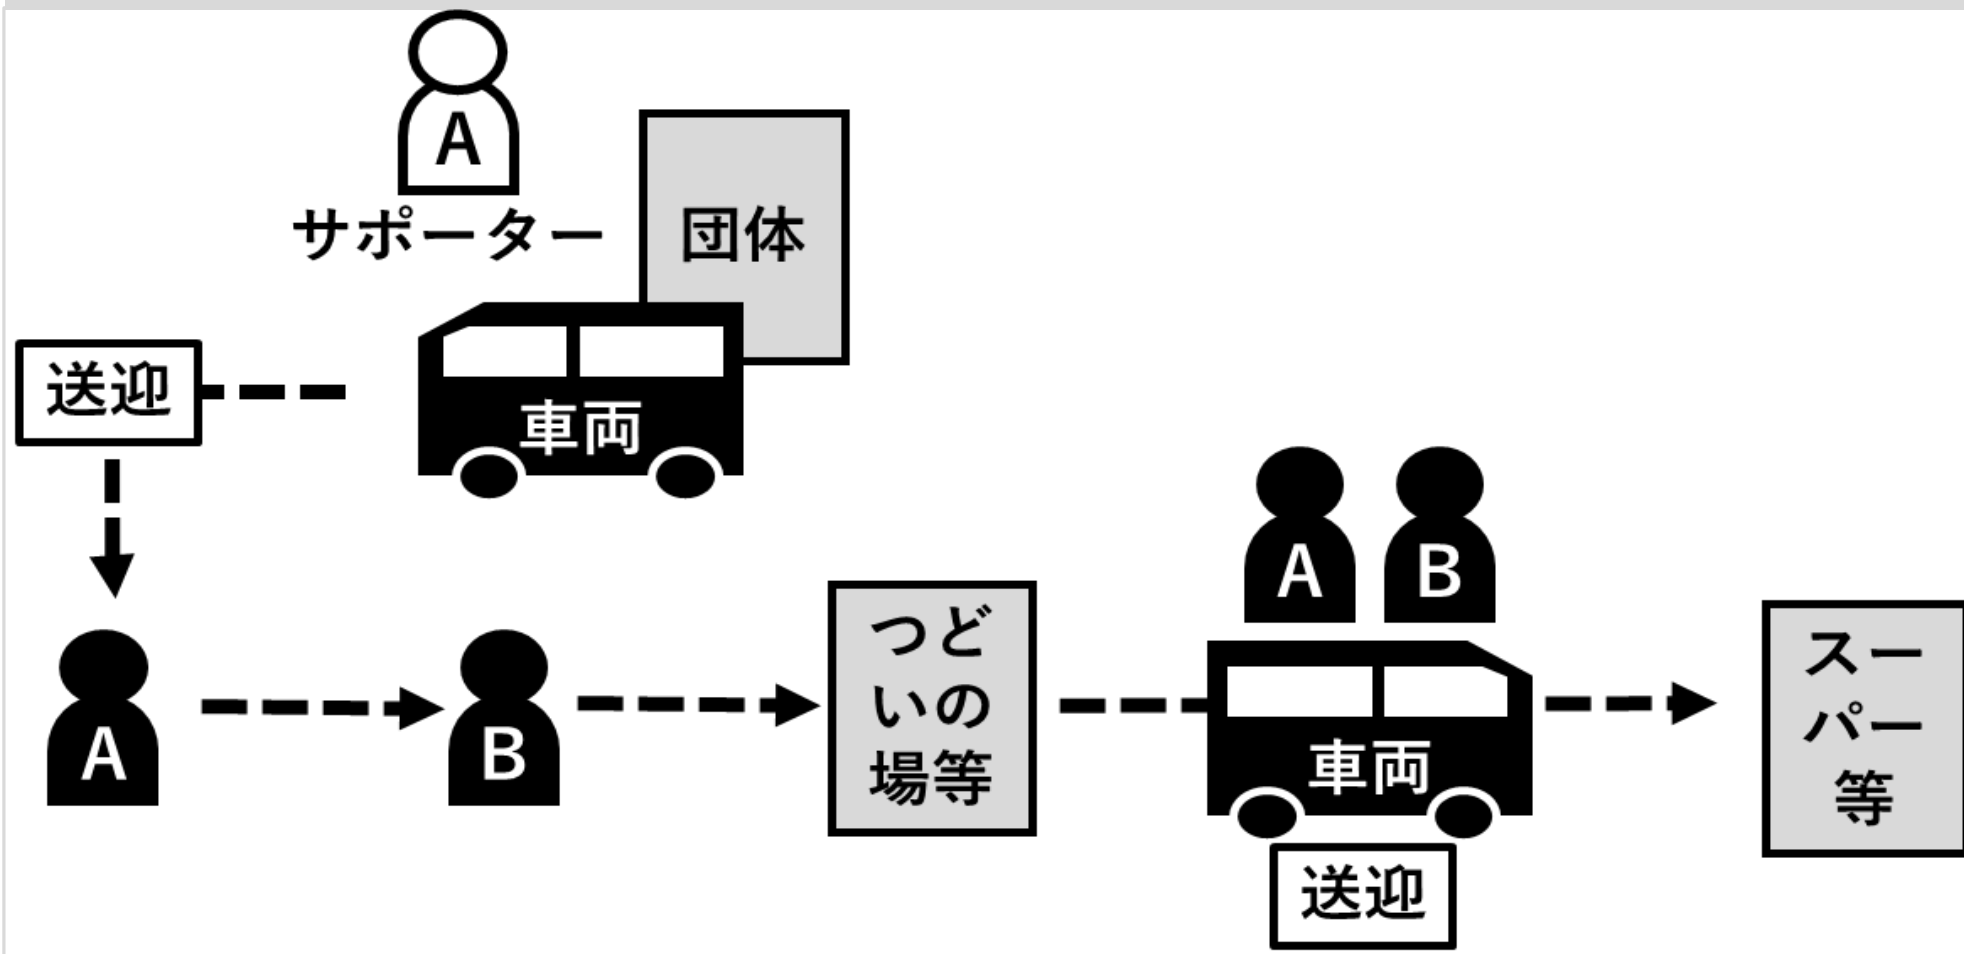 A
サポーター
団体
送迎
車両
A
B
つど
いの
場等
A
B
車両
送迎
スー
パー
等